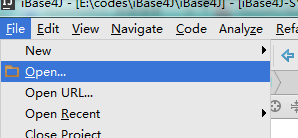 iBase4J - [E:\codes\iBase4J\iBase4J] - [iBase4J-S
File Edit View Navigate Code Analyze Refact
New
Open...
Open URL...
Open Recent
Close Project